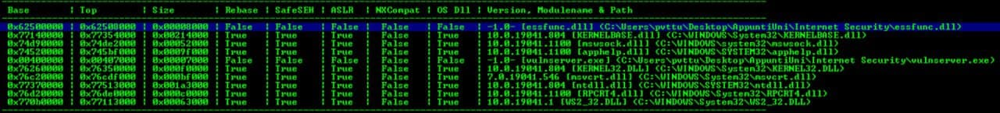 Base | Top | Size | Rebase | SafeSEH | ASLR | NXCompat | OS Dll | Version, Modulename & Path
0x62500000 | 0x62508000 | 0x00008000 | False | False | False | False | False | -1.0- [essfunc.dll] (C:\Users\pvttu\Desktop\AppuntiUni\Internet Security\essfunc.dll)
0x77140000 | 0x77354000 | 0x00214000 | True | True | True | False | True | 10.0.19041.804 [KERNELBASE.dll] (C:\WINDOWS\System32\KERNELBASE.dll)
0x74d90000 | 0x74de2000 | 0x00052000 | True | True | True | False | True | 10.0.19041.1100 [mswsock.dll] (C:\WINDOWS\System32\mswsock.dll)
0x74520000 | 0x745bf000 | 0x0009f000 | True | True | True | False | True | 10.0.19041.1100 [apphelp.dll] (C:\WINDOWS\SYSTEM32\apphelp.dll)
0x00400000 | 0x00407000 | 0x00007000 | False | False | False | False | False | -1.0- [vulnserver.exe] (C:\Users\pvttu\Desktop\AppuntiUni\Internet Security\vulnserver.exe)
0x76260000 | 0x76350000 | 0x000f0000 | True | True | True | False | True | 10.0.19041.804 [KERNEL32.DLL] (C:\WINDOWS\System32\KERNEL32.DLL)
0x76c20000 | 0x76cdf000 | 0x000bf000 | True | True | True | False | True | 7.0.19041.546 [msvcrt.dll] (C:\WINDOWS\System32\msvcrt.dll)
0x77370000 | 0x77513000 | 0x001a3000 | True | True | True | False | True | 10.0.19041.804 [ntdll.dll] (C:\WINDOWS\SYSTEM32\ntdll.dll)
0x76d20000 | 0x76de0000 | 0x000c0000 | True | True | True | False | True | 10.0.19041.1100 [RPCRT4.dll] (C:\WINDOWS\System32\RPCRT4.dll)
0x770b0000 | 0x77113000 | 0x00063000 | True | True | True | False | True | 10.0.19041.1 [WS2_32.DLL] (C:\WINDOWS\System32\WS2_32.DLL)